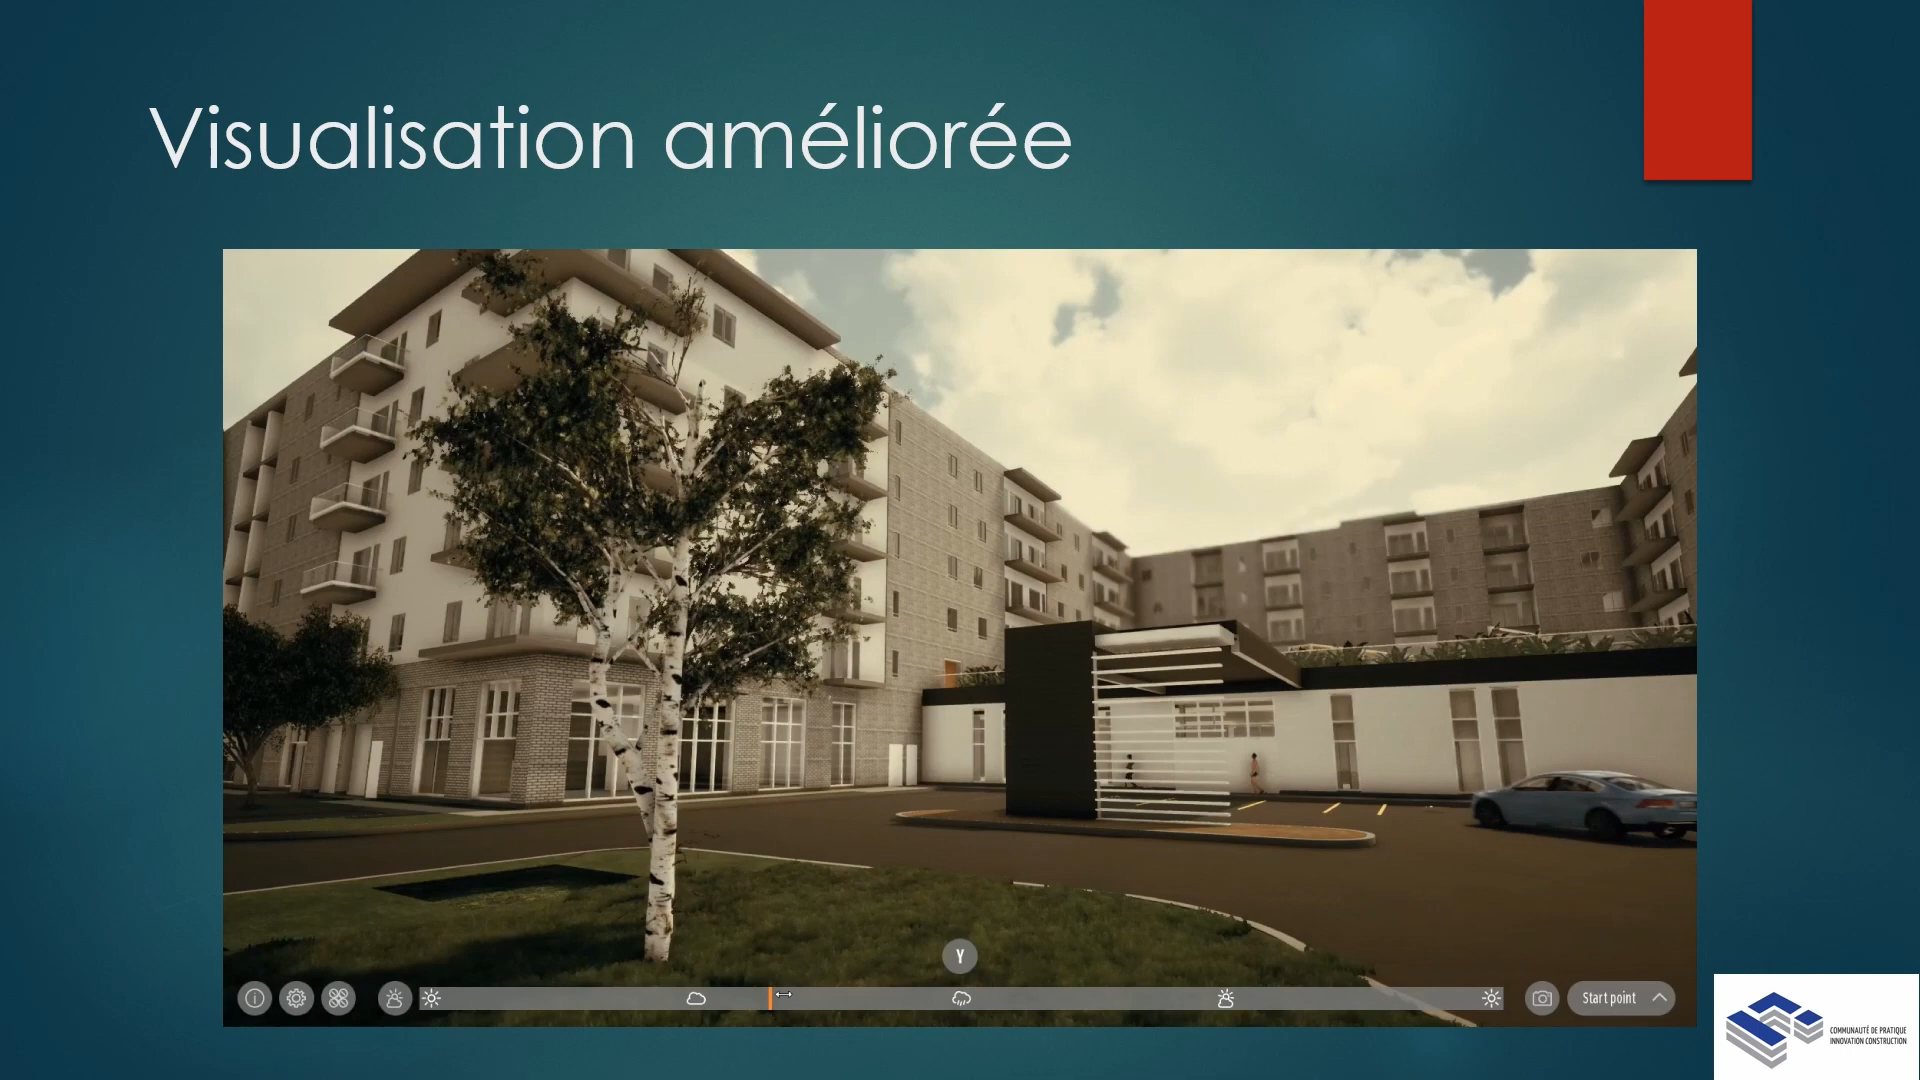 Visualisation améliorée
Y
Start point
COMMUNAUTÉ DE PRATIQUE
INNOVATION CONSTRUCTION